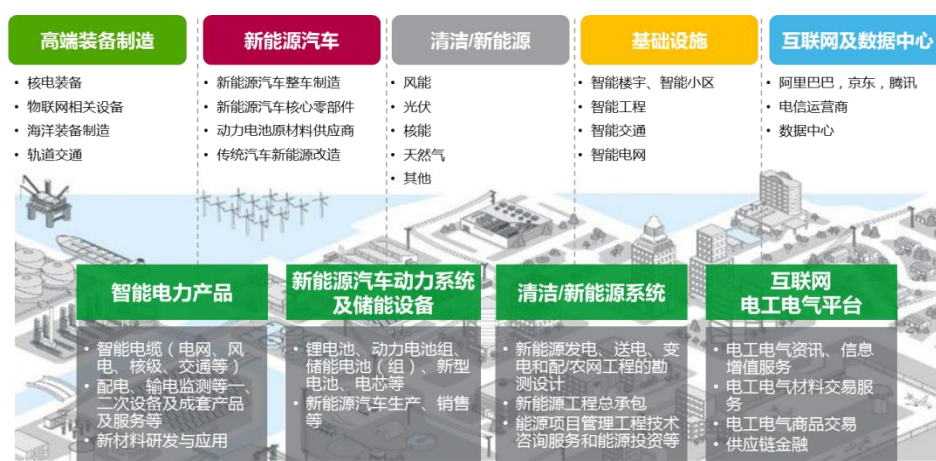 高端装备制造
新能源汽车
清洁/新能源
基础设施
互联网及数据中心
• 核电装备
• 物联网相关设备
• 海洋装备制造
• 轨道交通
• 新能源汽车整车制造
• 新能源汽车核心零部件
• 动力电池原材料供应商
• 传统汽车新能源改造
• 风能
• 光伏
• 核能
• 天然气
• 其他
• 智能楼宇、智能小区
• 智能工程
• 智能交通
• 智能电网
• 阿里巴巴，京东，腾讯
• 电信运营商
• 数据中心
智能电力产品
• 智能电缆（电网、风
电、核级、交通等）
• 配电、输电监测等一、
二次设备及成套产品
及服务等
• 新材料研发与应用
新能源汽车动力系统
及储能设备
• 锂电池、动力电池组、
储能电池（组）、新型
电池、电芯等
• 新能源汽车生产、销售
等
清洁/新能源系统
• 新能源发电、送电、变
电和配/农网工程的勘
测设计
• 新能源工程总承包
• 能源项目管理工程技术
咨询服务和能源投资等
互联网
电工电气平台
• 电工电气资讯、信息
增值服务
• 电工电气材料交易服
务
• 电工电气商品交易
• 供应链金融